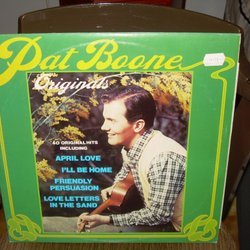 Pat Boone
Originals
40 ORIGINAL HITS
INCLUDING
APRIL LOVE
I'LL BE HOME
FRIENDLY
PERSUASION
LOVE LETTERS
IN THE SAND